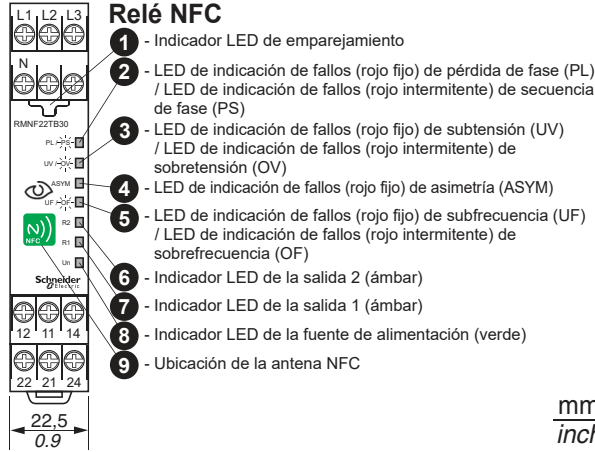 Relé NFC
L1 L2 L3
N
RMNF22TB30
PL / PS
UV / OV
ASYM
UF / OF
R2
R1
Un
NFC
Schneider
Electric
12 11 14
22 21 24
22,5
0.9
1 - Indicador LED de emparejamiento
2 - LED de indicación de fallos (rojo fijo) de pérdida de fase (PL)
/ LED de indicación de fallos (rojo intermitente) de secuencia
de fase (PS)
3 - LED de indicación de fallos (rojo fijo) de subtensión (UV)
/ LED de indicación de fallos (rojo intermitente) de
sobretensión (OV)
4 - LED de indicación de fallos (rojo fijo) de asimetría (ASYM)
5 - LED de indicación de fallos (rojo fijo) de subfrecuencia (UF)
/ LED de indicación de fallos (rojo intermitente) de
sobrefrecuencia (OF)
6 - Indicador LED de la salida 2 (ámbar)
7 - Indicador LED de la salida 1 (ámbar)
8 - Indicador LED de la fuente de alimentación (verde)
9 - Ubicación de la antena NFC
mm
inch